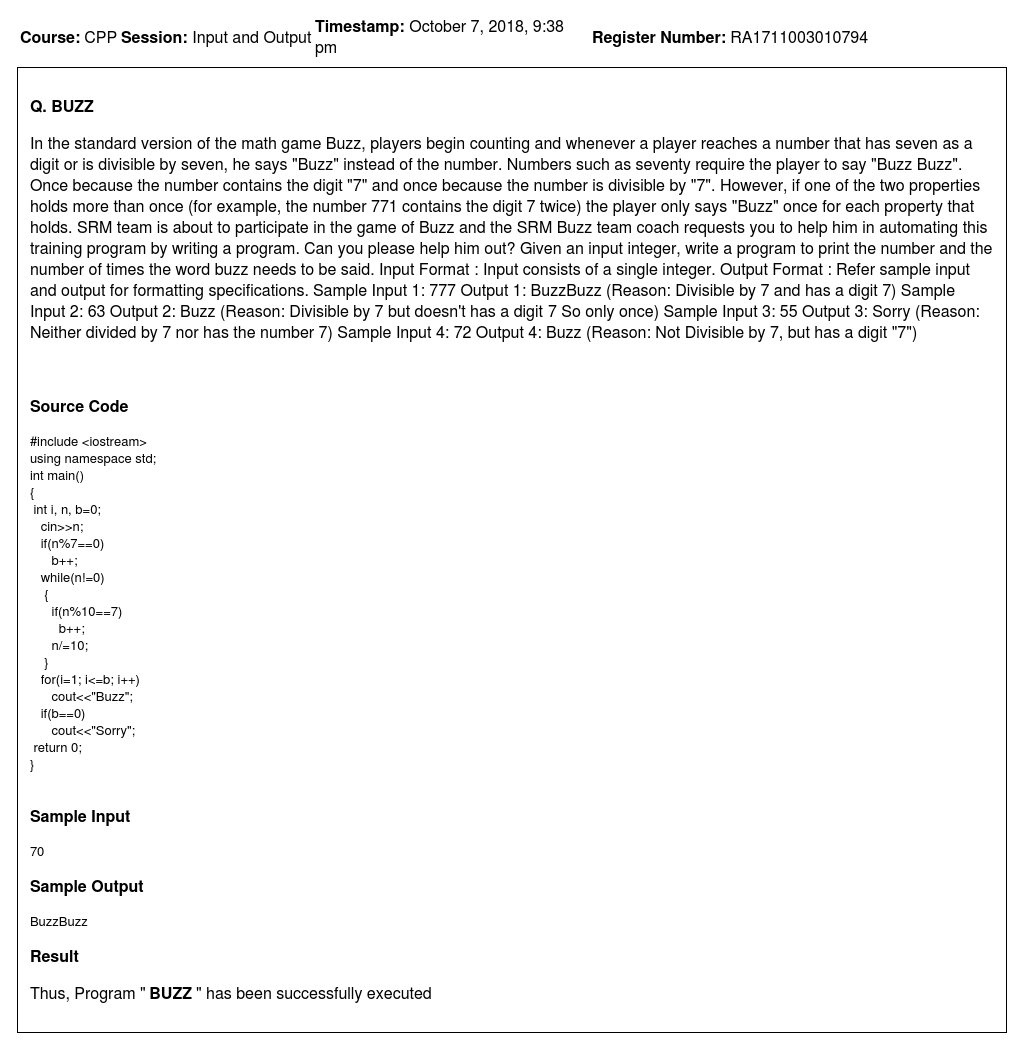 Course: CPP Session: Input and Output Timestamp: October 7, 2018, 9:38 pm Register Number: RA1711003010794
Q. BUZZ
In the standard version of the math game Buzz, players begin counting and whenever a player reaches a number that has seven as a
digit or is divisible by seven, he says "Buzz" instead of the number. Numbers such as seventy require the player to say "Buzz Buzz".
Once because the number contains the digit "7" and once because the number is divisible by "7". However, if one of the two properties
holds more than once (for example, the number 771 contains the digit 7 twice) the player only says "Buzz" once for each property that
holds. SRM team is about to participate in the game of Buzz and the SRM Buzz team coach requests you to help him in automating this
training program by writing a program. Can you please help him out? Given an input integer, write a program to print the number and the
number of times the word buzz needs to be said. Input Format : Input consists of a single integer. Output Format : Refer sample input
and output for formatting specifications. Sample Input 1: 777 Output 1: BuzzBuzz (Reason: Divisible by 7 and has a digit 7) Sample
Input 2: 63 Output 2: Buzz (Reason: Divisible by 7 but doesn't has a digit 7 So only once) Sample Input 3: 55 Output 3: Sorry (Reason:
Neither divided by 7 nor has the number 7) Sample Input 4: 72 Output 4: Buzz (Reason: Not Divisible by 7, but has a digit "7")
Source Code
#include <iostream>
using namespace std;
int main()
{
int i, n, b=0;
cin>>n;
if(n%7==0)
b++;
while(n!=0)
{
if(n%10==7)
b++;
n/=10;
}
for(i=1; i<=b; i++)
cout<<"Buzz";
if(b==0)
cout<<"Sorry";
return 0;
}
Sample Input
70
Sample Output
BuzzBuzz
Result
Thus, Program " BUZZ " has been successfully executed